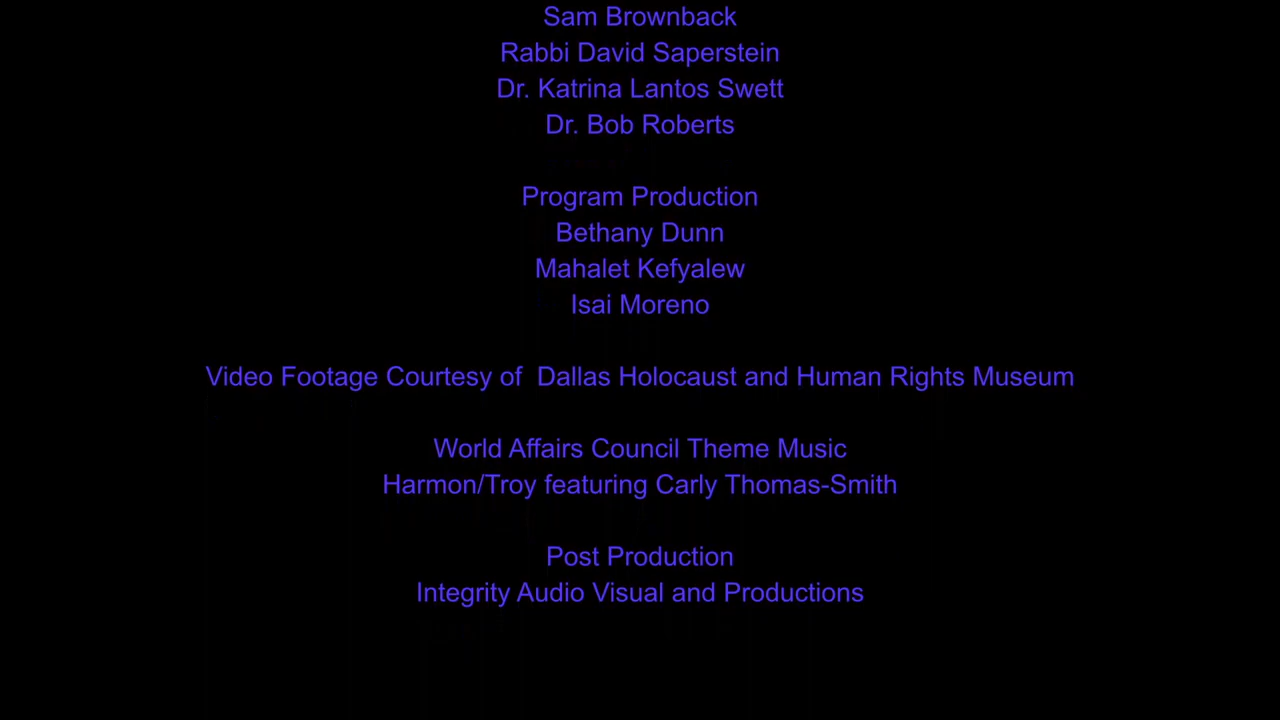 Sam Brownback
Rabbi David Saperstein
Dr. Katrina Lantos Swett
Dr. Bob Roberts
Program Production
Bethany Dunn
Mahalet Kefyalew
Isai Moreno
Video Footage Courtesy of  Dallas Holocaust and Human Rights Museum
World Affairs Council Theme Music
Harmon/Troy featuring Carly Thomas-Smith
Post Production
Integrity Audio Visual and Productions